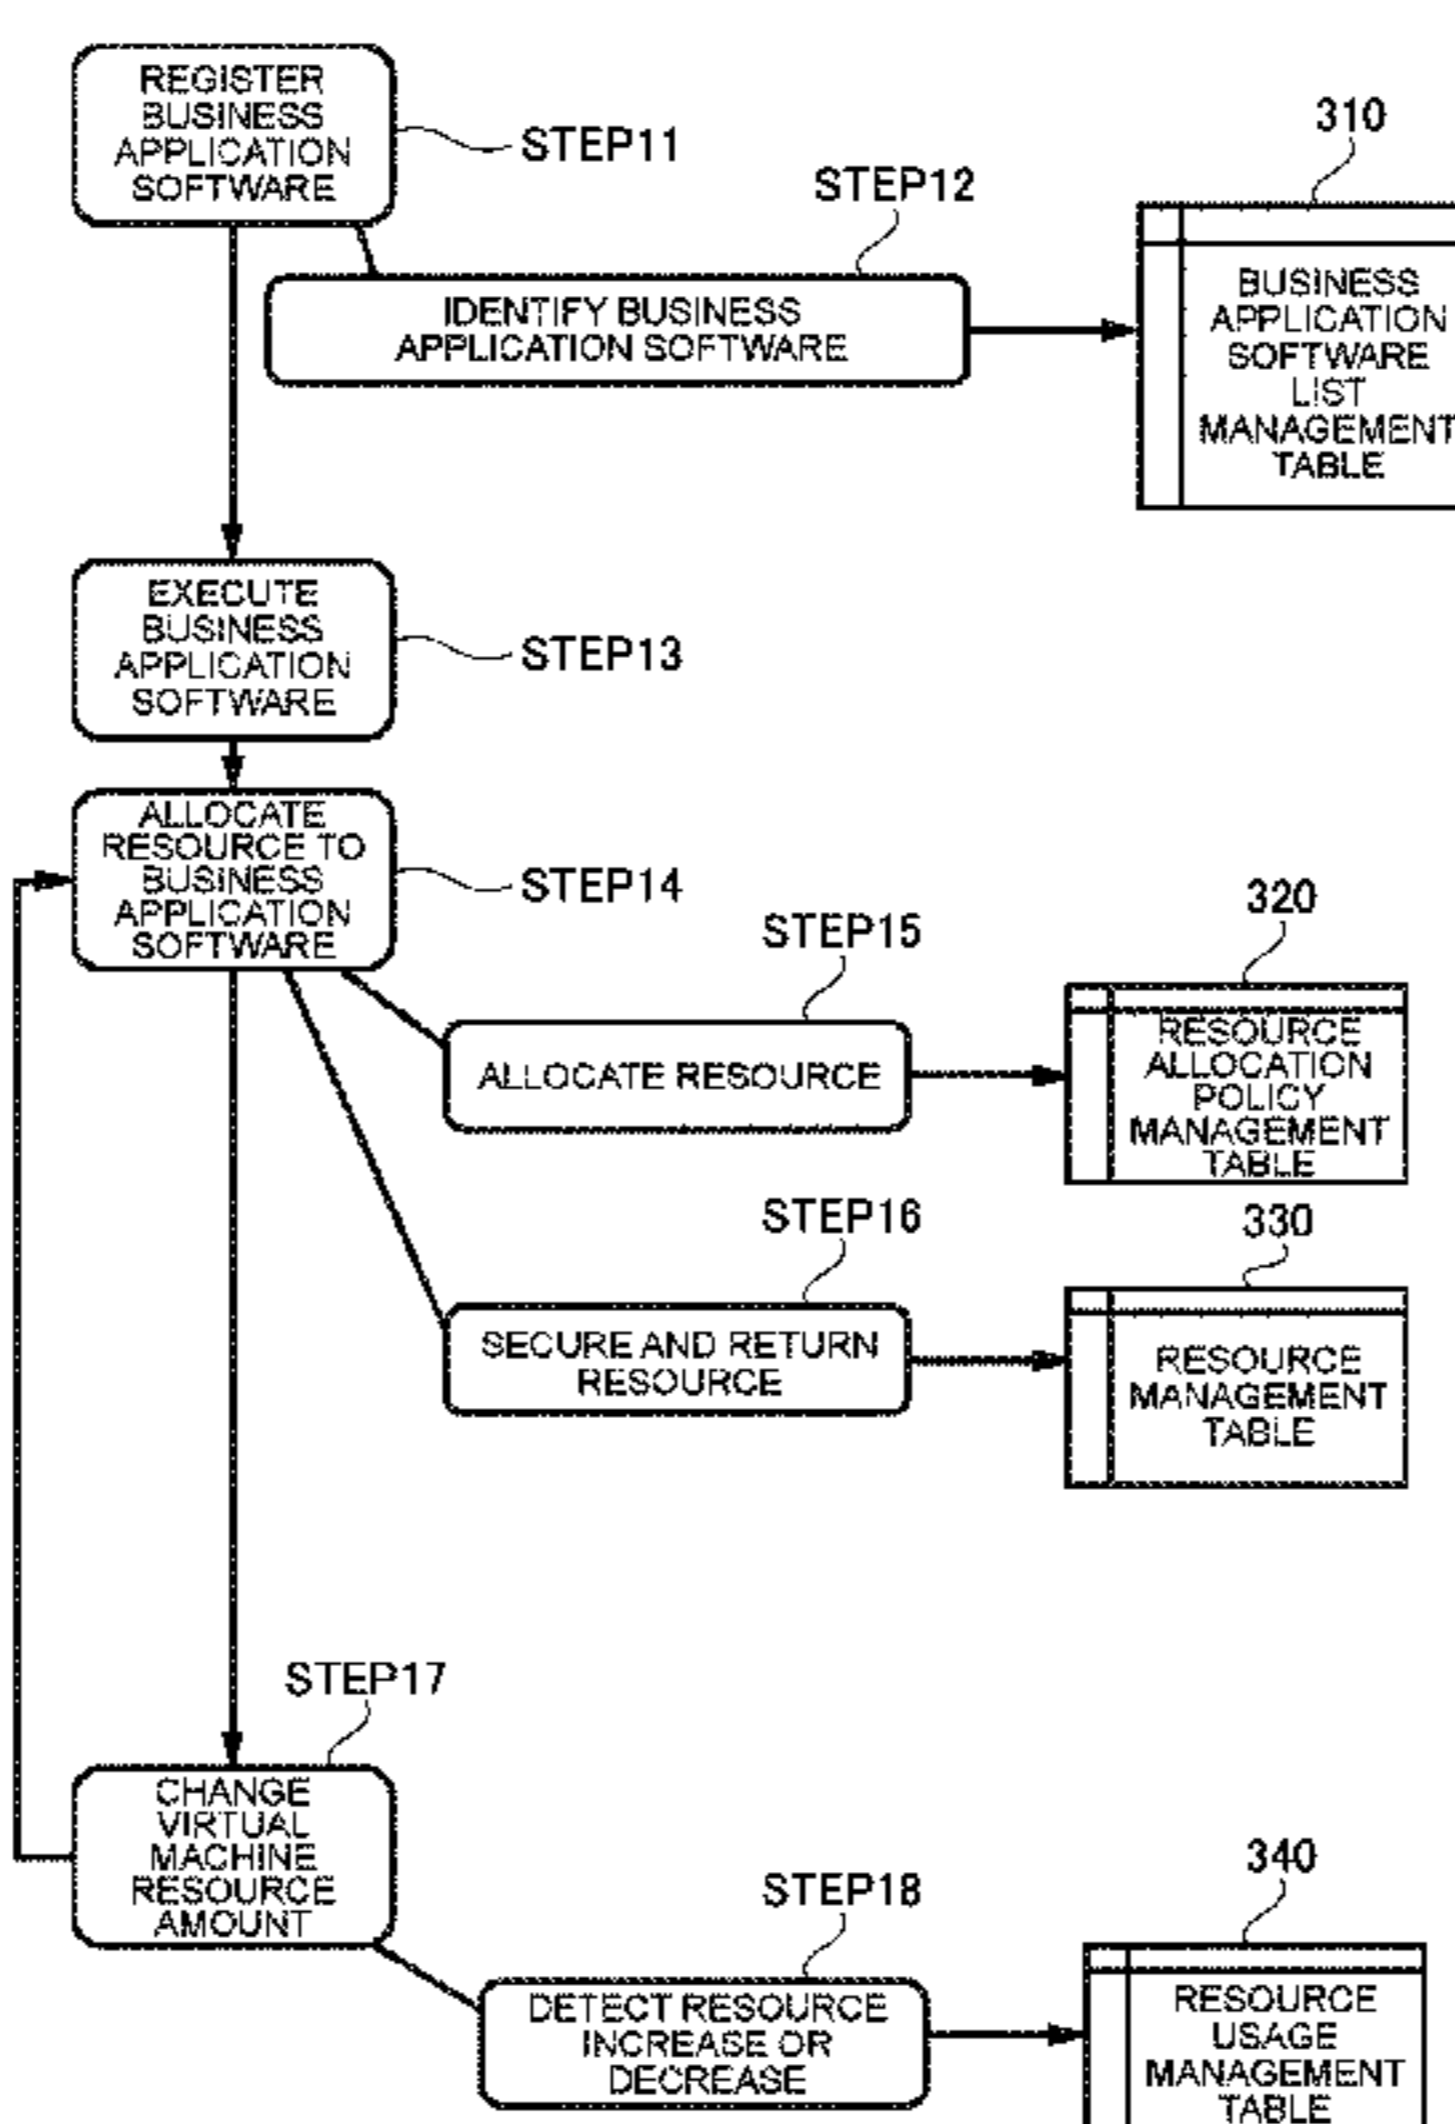 REGISTER
BUSINESS
APPLICATION
SOFTWARE
STEP11
STEP12
310
IDENTIFY BUSINESS
APPLICATION SOFTWARE
BUSINESS
APPLICATION
SOFTWARE
LIST
MANAGEMENT
TABLE
EXECUTE
BUSINESS
APPLICATION
SOFTWARE
STEP13
ALLOCATE
RESOURCE TO
BUSINESS
APPLICATION
SOFTWARE
STEP14
STEP15
320
ALLOCATE RESOURCE
RESOURCE
ALLOCATION
POLICY
MANAGEMENT
TABLE
STEP16
330
SECURE AND RETURN
RESOURCE
RESOURCE
MANAGEMENT
TABLE
STEP17
CHANGE
VIRTUAL
MACHINE
RESOURCE
AMOUNT
STEP18
340
DETECT RESOURCE
INCREASE OR
DECREASE
RESOURCE
USAGE
MANAGEMENT
TABLE